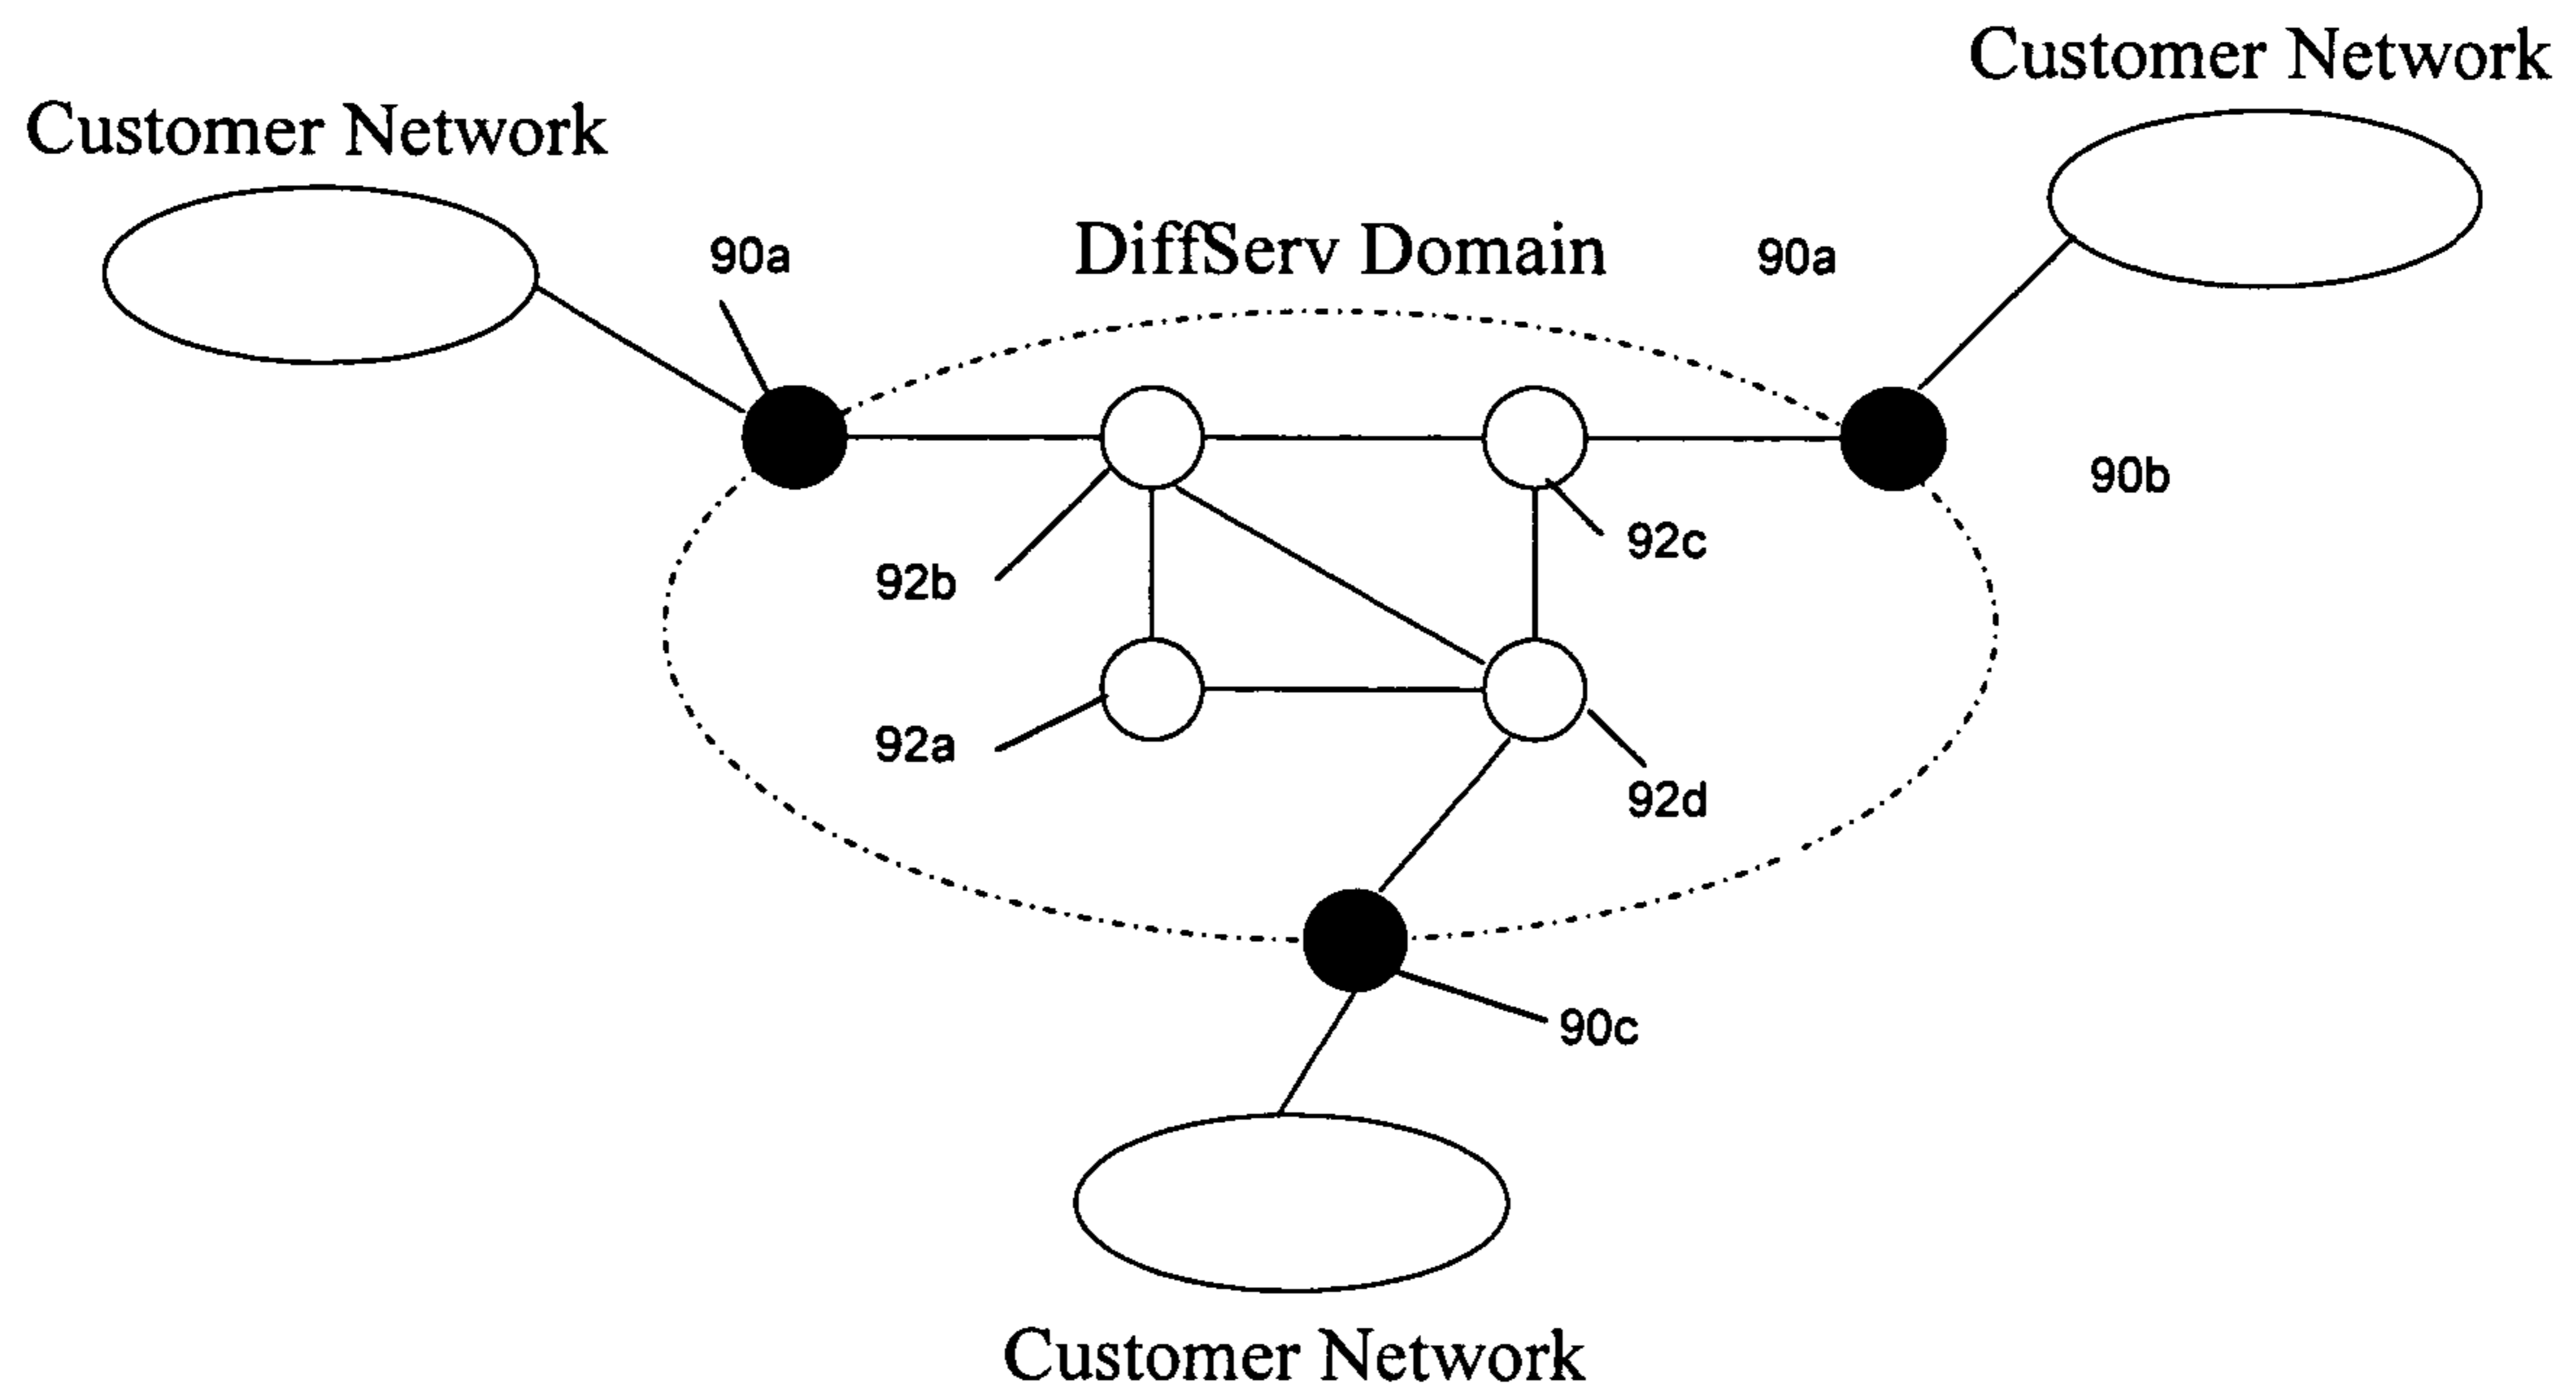 Customer Network
Customer Network
DiffServ Domain
90a
90a
90b
92c
92b
92a
92d
90c
Customer Network